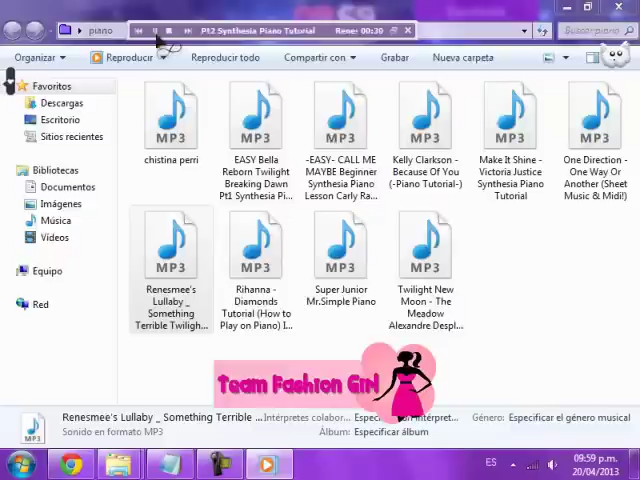 piano
Pt2 Synthesia Piano Tutorial
Rene: 00:30
Buscar piano
Organizar
Reproducir
Reproducir todo
Compartir con
Grabar
Nueva carpeta
Favoritos
Descargas
Escritorio
Sitios recientes
Bibliotecas
Documentos
Imágenes
Música
Vídeos
Equipo
Red
MP3
chistina perri
MP3
EASY Bella
Reborn Twilight
Breaking Dawn
Pt1 Synthesia Pi...
MP3
-EASY- CALL ME
MAYBE Beginner
Synthesia Piano
Lesson Carly Ra...
MP3
Kelly Clarkson -
Because Of You
(-Piano Tutorial-)
MP3
Make It Shine -
Victoria Justice
Synthesia Piano
Tutorial
MP3
One Direction -
One Way Or
Another (Sheet
Music & Midi!)
MP3
Renesmee's
Lullaby _
Something
Terrible Twiligh...
MP3
Rihanna -
Diamonds
Tutorial (How to
Play on Piano) I...
MP3
Super Junior
Mr.Simple Piano
MP3
Twilight New
Moon - The
Meadow
Alexandre Despl...
Team Fashion Girl
MP3
Renesmee's Lullaby _ Something Terrible ...
Sonido en formato MP3
Intérpretes colabor...
Álbum: Especificar álbum
Género: Especificar el género musical
ES
09:59 p.m.
20/04/2013